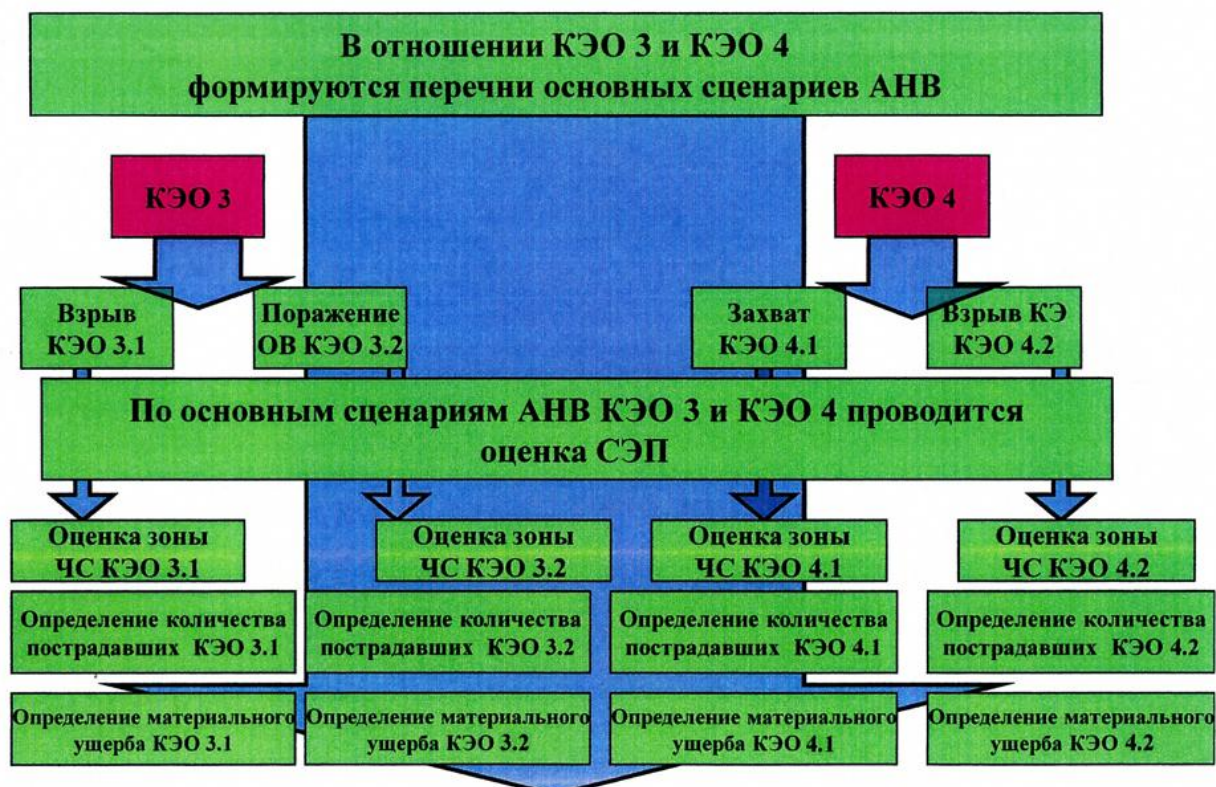 В отношении КЭО 3 и КЭО 4
формируются перечни основных сценариев АНВ
КЭО 3
КЭО 4
Взрыв
КЭО 3.1
Поражение
ОВ КЭО 3.2
Захват
КЭО 4.1
Взрыв КЭ
КЭО 4.2
По основным сценариям АНВ КЭО 3 и КЭО 4 проводится
оценка СЭП
Оценка зоны
ЧС КЭО 3.1
Оценка зоны
ЧС КЭО 3.2
Оценка зоны
ЧС КЭО 4.1
Оценка зоны
ЧС КЭО 4.2
Определение количества
пострадавших КЭО 3.1
Определение количества
пострадавших КЭО 3.2
Определение количества
пострадавших КЭО 4.1
Определение количества
пострадавших КЭО 4.2
Определение материального
ущерба КЭО 3.1
Определение материального
ущерба КЭО 3.2
Определение материального
ущерба КЭО 4.1
Определение материального
ущерба КЭО 4.2